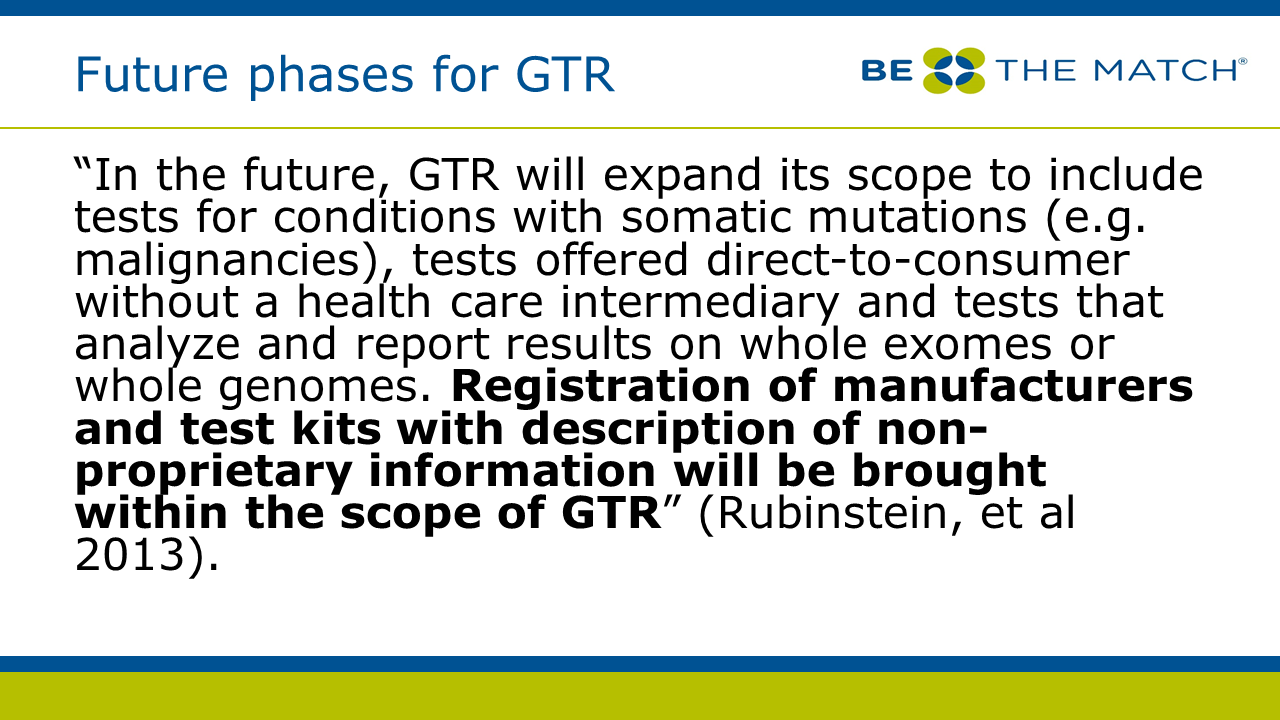 Future phases for GTR
BE THE MATCH®
“In the future, GTR will expand its scope to include
tests for conditions with somatic mutations (e.g.
malignancies), tests offered direct-to-consumer
without a health care intermediary and tests that
analyze and report results on whole exomes or
whole genomes. Registration of manufacturers
and test kits with description of non-
proprietary information will be brought
within the scope of GTR” (Rubinstein, et al
2013).